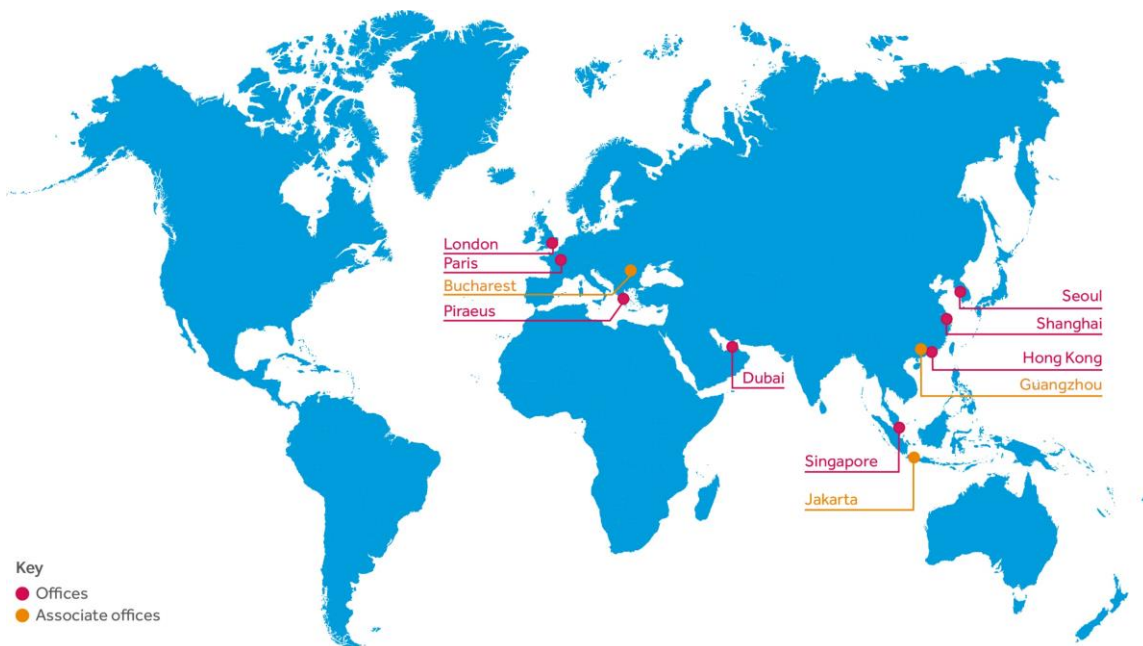 London
Paris
Bucharest
Piraeus
Dubai
Seoul
Shanghai
Hong Kong
Guangzhou
Singapore
Jakarta
Key
Offices
Associate offices